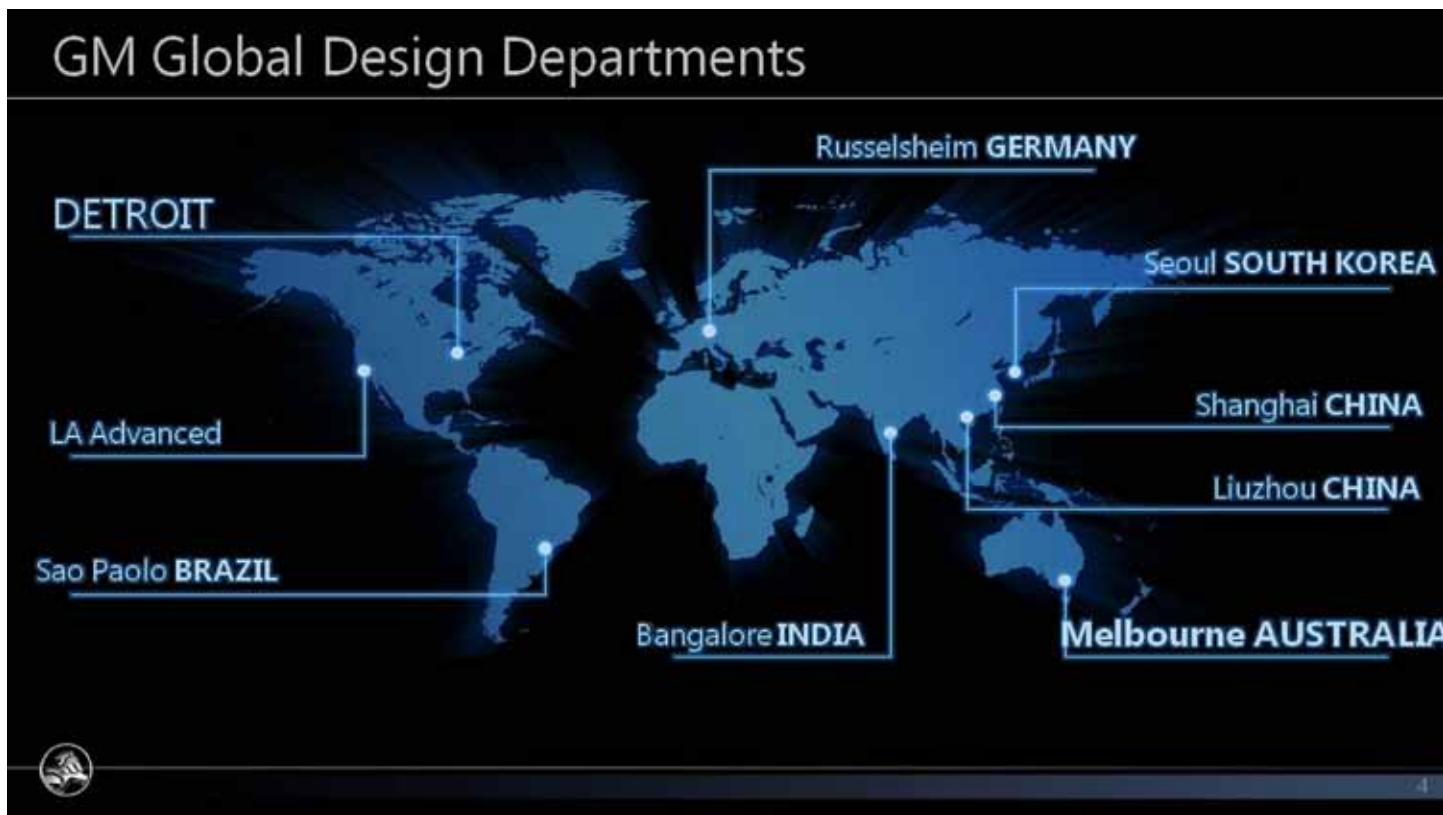 GM Global Design Departments
Russelsheim GERMANY
DETROIT
Seoul SOUTH KOREA
Shanghai CHINA
LA Advanced
Liuzhou CHINA
Sao Paolo BRAZIL
Bangalore INDIA
Melbourne AUSTRALIA
4